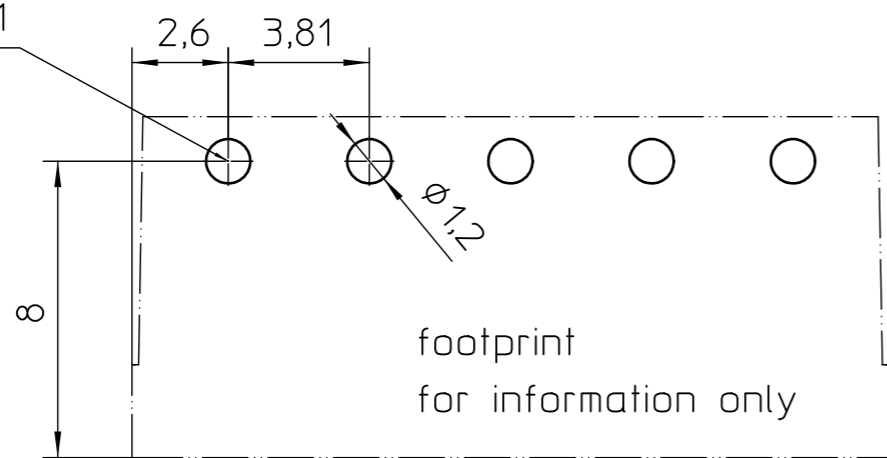 1
2,6
3,81
ø1,2
8
footprint
for information only